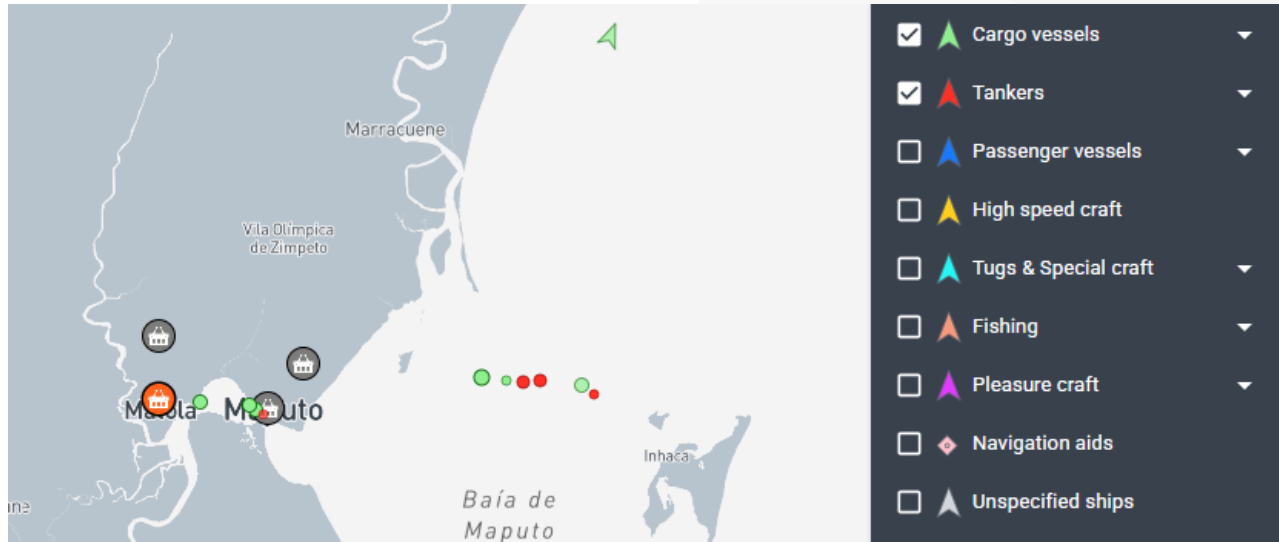 Marracuene
Vila Olímpica
de Zimpeto
Matola
Maputo
Inhaca
Baía de
Maputo
Cargo vessels
Tankers
Passenger vessels
High speed craft
Tugs & Special craft
Fishing
Pleasure craft
Navigation aids
Unspecified ships